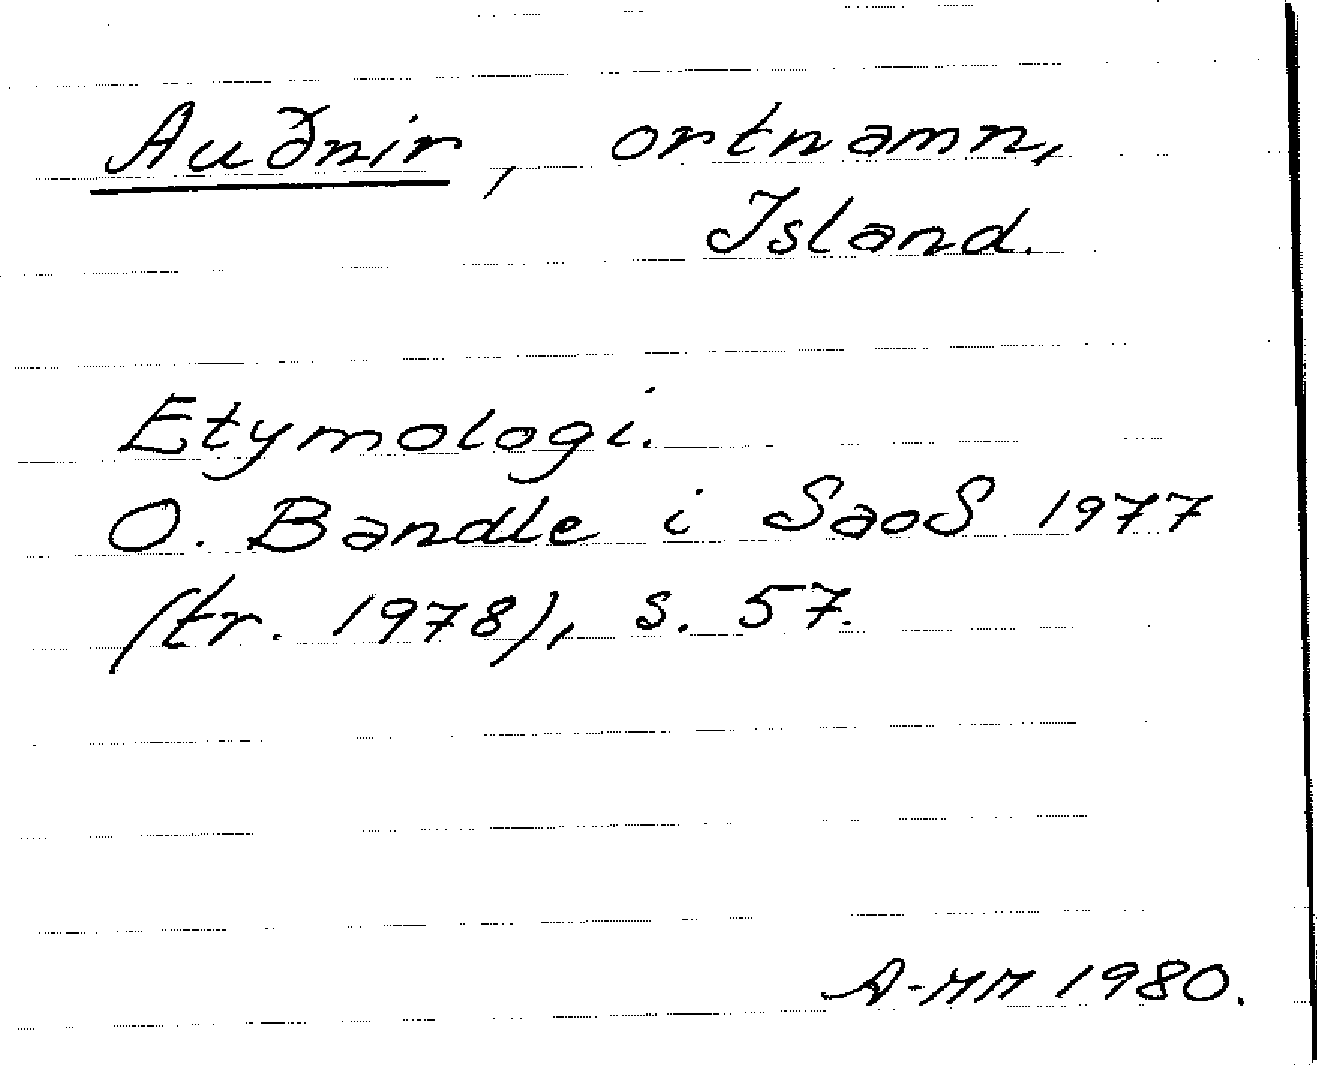 Auðnir, ortnamn,
Island.
Etymologi.
O. Bandle i SaoS 1977
(tr. 1978), s. 57.
A-MM 1980.